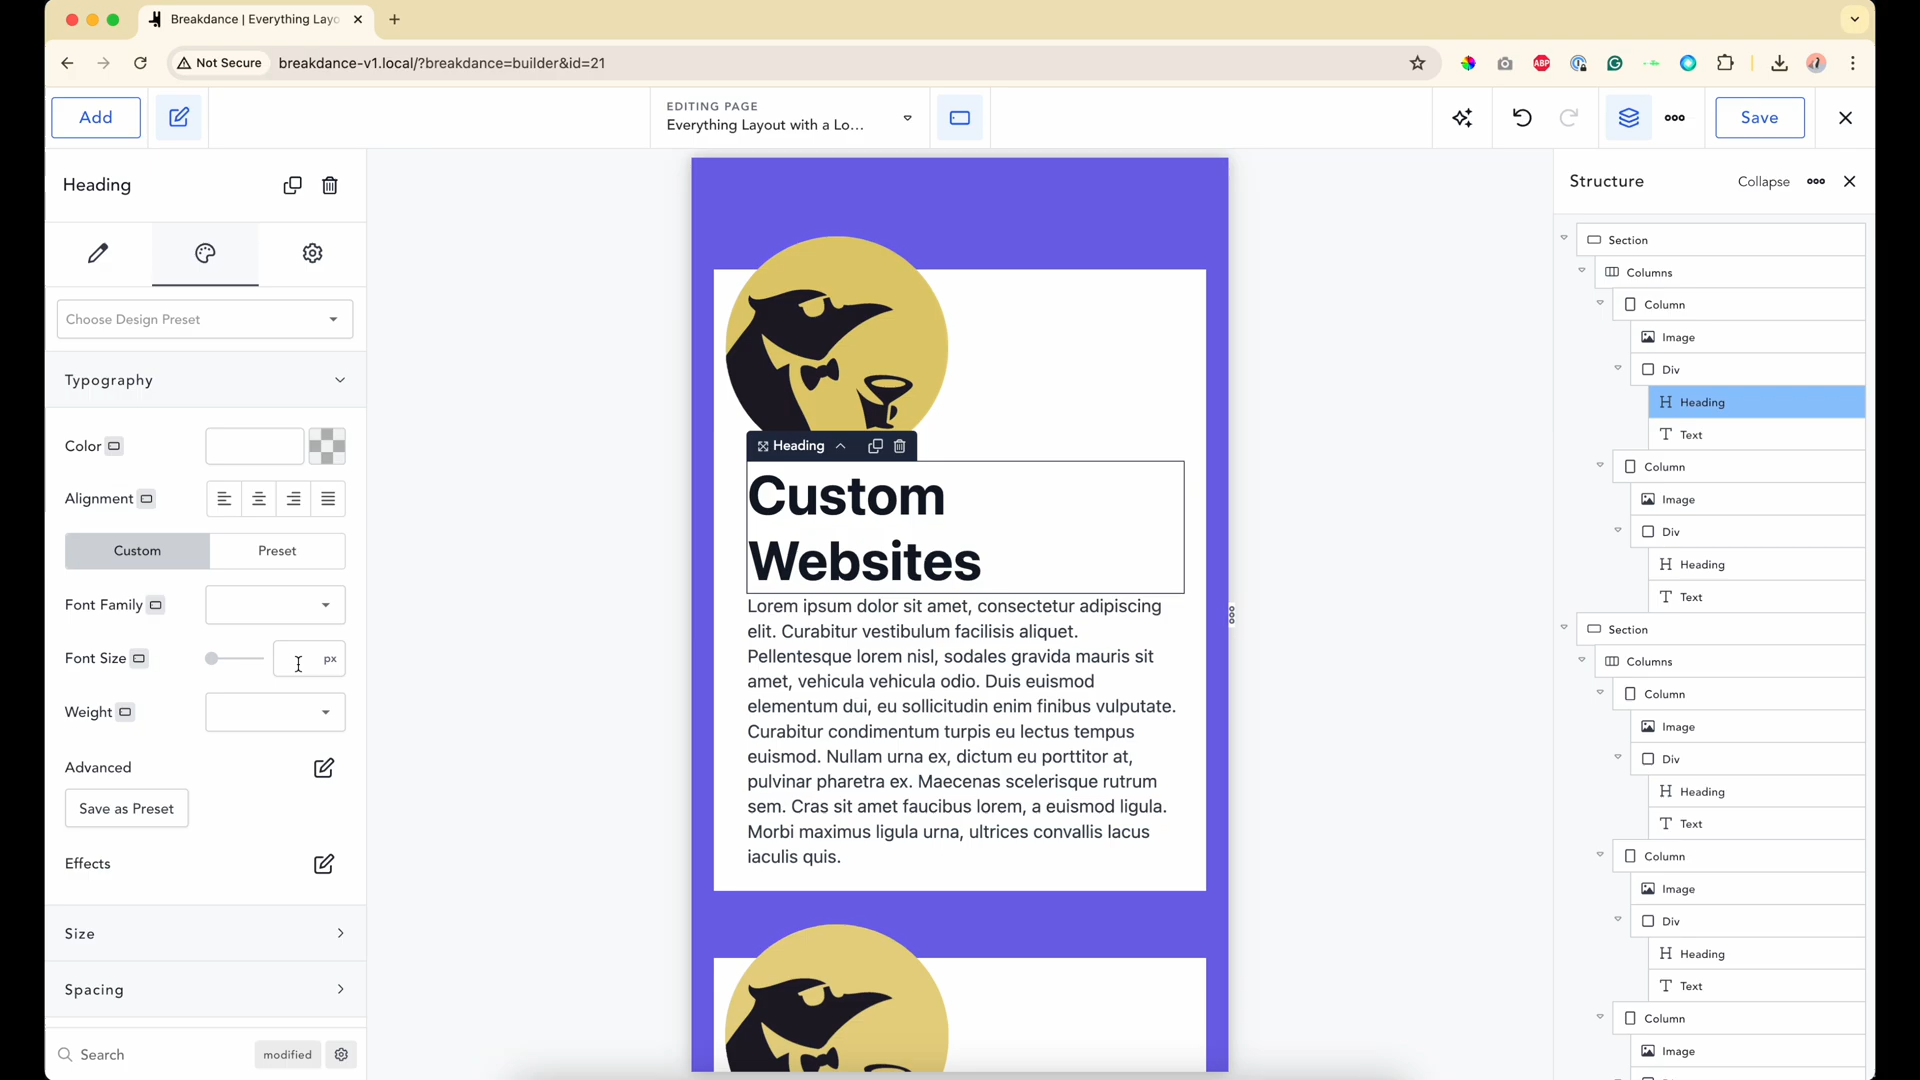 Breakdance | Everything Layo
Not Secure
breakdance-v1.local/?breakdance=builder&id=21
ABP
Add
EDITING PAGE
Everything Layout with a Lo...
Save
Heading
Choose Design Preset
Typography
Color
Alignment
Custom
Preset
Font Family
Font Size
px
Weight
Advanced
Save as Preset
Effects
Size
Spacing
Search
modified
Heading
Custom
Websites
Lorem ipsum dolor sit amet, consectetur adipiscing
elit. Curabitur vestibulum facilisis aliquet.
Pellentesque lorem nisl, sodales gravida mauris sit
amet, vehicula vehicula odio. Duis euismod
elementum dui, eu sollicitudin enim finibus vulputate.
Curabitur condimentum turpis eu lectus tempus
euismod. Nullam urna ex, dictum eu porttitor at,
pulvinar pharetra ex. Maecenas scelerisque rutrum
sem. Cras sit amet faucibus lorem, a euismod ligula.
Morbi maximus ligula urna, ultrices convallis lacus
iaculis quis.
Structure
Collapse
Section
Columns
Column
Image
Div
Heading
Text
Column
Image
Div
Heading
Text
Section
Columns
Column
Image
Div
Heading
Text
Column
Image
Div
Heading
Text
Column
Image